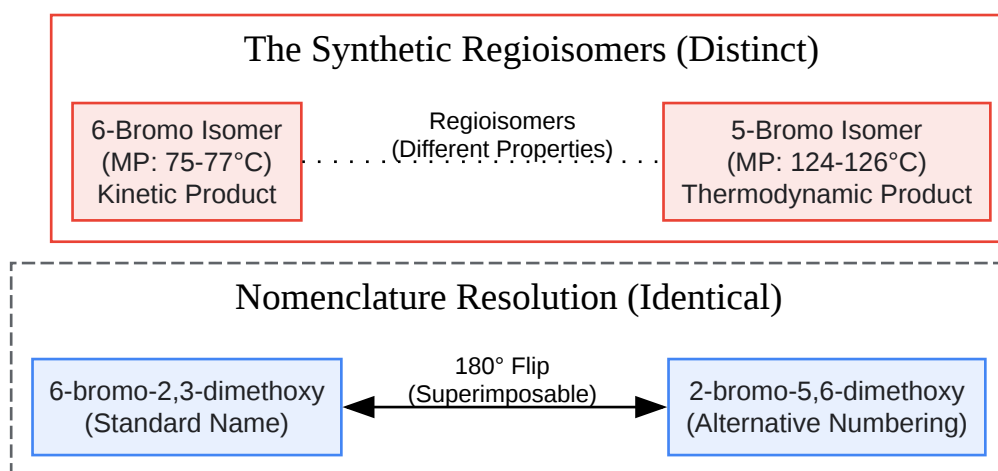 The Synthetic Regioisomers (Distinct)
6-Bromo Isomer
(MP: 75-77°C)
Kinetic Product
Regioisomers
(Different Properties)
5-Bromo Isomer
(MP: 124-126°C)
Thermodynamic Product
Nomenclature Resolution (Identical)
6-bromo-2,3-dimethoxy
(Standard Name)
180° Flip
(Superimposable)
2-bromo-5,6-dimethoxy
(Alternative Numbering)